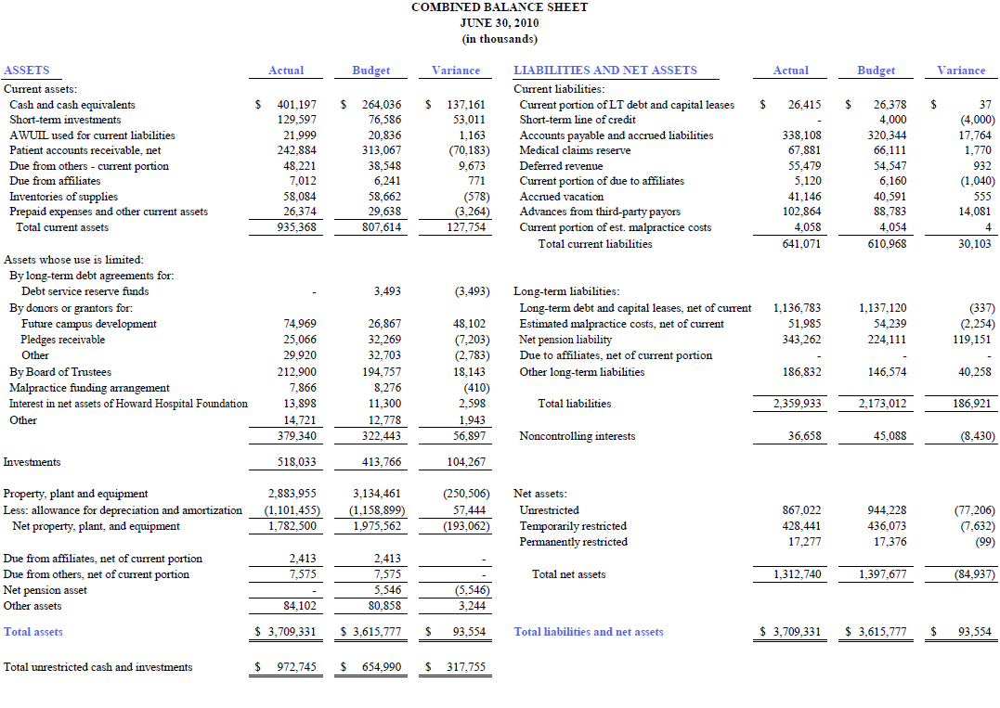 COMBINED BALANCE SHEET
JUNE 30, 2010
(in thousands)
ASSETS Actual Budget Variance
Current assets:
Cash and cash equivalents $ 401,197 $ 264,036 $ 137,161
Short-term investments 129,597 76,586 53,011
AWUIL used for current liabilities 21,999 20,836 1,163
Patient accounts receivable, net 242,884 313,067 (70,183)
Due from others - current portion 48,221 38,548 9,673
Due from affiliates 7,012 6,241 771
Inventories of supplies 58,084 58,662 (578)
Prepaid expenses and other current assets 26,374 29,638 (3,264)
Total current assets 935,368 807,614 127,754
Assets whose use is limited:
By long-term debt agreements for:
Debt service reserve funds - 3,493 (3,493)
By donors or grantors for:
Future campus development 74,969 26,867 48,102
Pledges receivable 25,066 32,269 (7,203)
Other 29,920 32,703 (2,783)
By Board of Trustees 212,900 194,757 18,143
Malpractice funding arrangement 7,866 8,276 (410)
Interest in net assets of Howard Hospital Foundation 13,898 11,300 2,598
Other 14,721 12,778 1,943
379,340 322,443 56,897
Investments 518,033 413,766 104,267
Property, plant and equipment 2,883,955 3,134,461 (250,506)
Less: allowance for depreciation and amortization (1,101,455) (1,158,899) 57,444
Net property, plant, and equipment 1,782,500 1,975,562 (193,062)
Due from affiliates, net of current portion 2,413 2,413 -
Due from others, net of current portion 7,575 7,575 -
Net pension asset - 5,546 (5,546)
Other assets 84,102 80,858 3,244
Total assets $ 3,709,331 $ 3,615,777 $ 93,554
Total unrestricted cash and investments $ 972,745 $ 654,990 $ 317,755
LIABILITIES AND NET ASSETS Actual Budget Variance
Current liabilities:
Current portion of LT debt and capital leases $ 26,415 $ 26,378 $ 37
Short-term line of credit - 4,000 (4,000)
Accounts payable and accrued liabilities 338,108 320,344 17,764
Medical claims reserve 67,881 66,111 1,770
Deferred revenue 55,479 54,547 932
Current portion of due to affiliates 5,120 6,160 (1,040)
Accrued vacation 41,146 40,591 555
Advances from third-party payors 102,864 88,783 14,081
Current portion of est. malpractice costs 4,058 4,054 4
Total current liabilities 641,071 610,968 30,103
Long-term liabilities:
Long-term debt and capital leases, net of current 1,136,783 1,137,120 (337)
Estimated malpractice costs, net of current 51,985 54,239 (2,254)
Net pension liability 343,262 224,111 119,151
Due to affiliates, net of current portion - - -
Other long-term liabilities 186,832 146,574 40,258
Total liabilities 2,359,933 2,173,012 186,921
Noncontrolling interests 36,658 45,088 (8,430)
Net assets:
Unrestricted 867,022 944,228 (77,206)
Temporarily restricted 428,441 436,073 (7,632)
Permanently restricted 17,277 17,376 (99)
Total net assets 1,312,740 1,397,677 (84,937)
Total liabilities and net assets $ 3,709,331 $ 3,615,777 $ 93,554